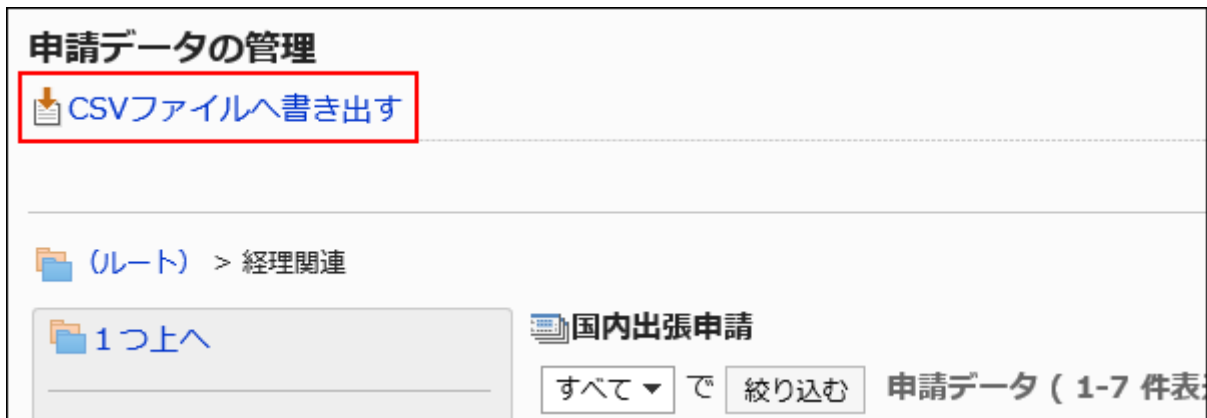 申請データの管理
CSVファイルへ書き出す
（ルート） > 経理関連
1つ上へ
国内出張申請
すべて で 絞り込む 申請データ ( 1-7 件表